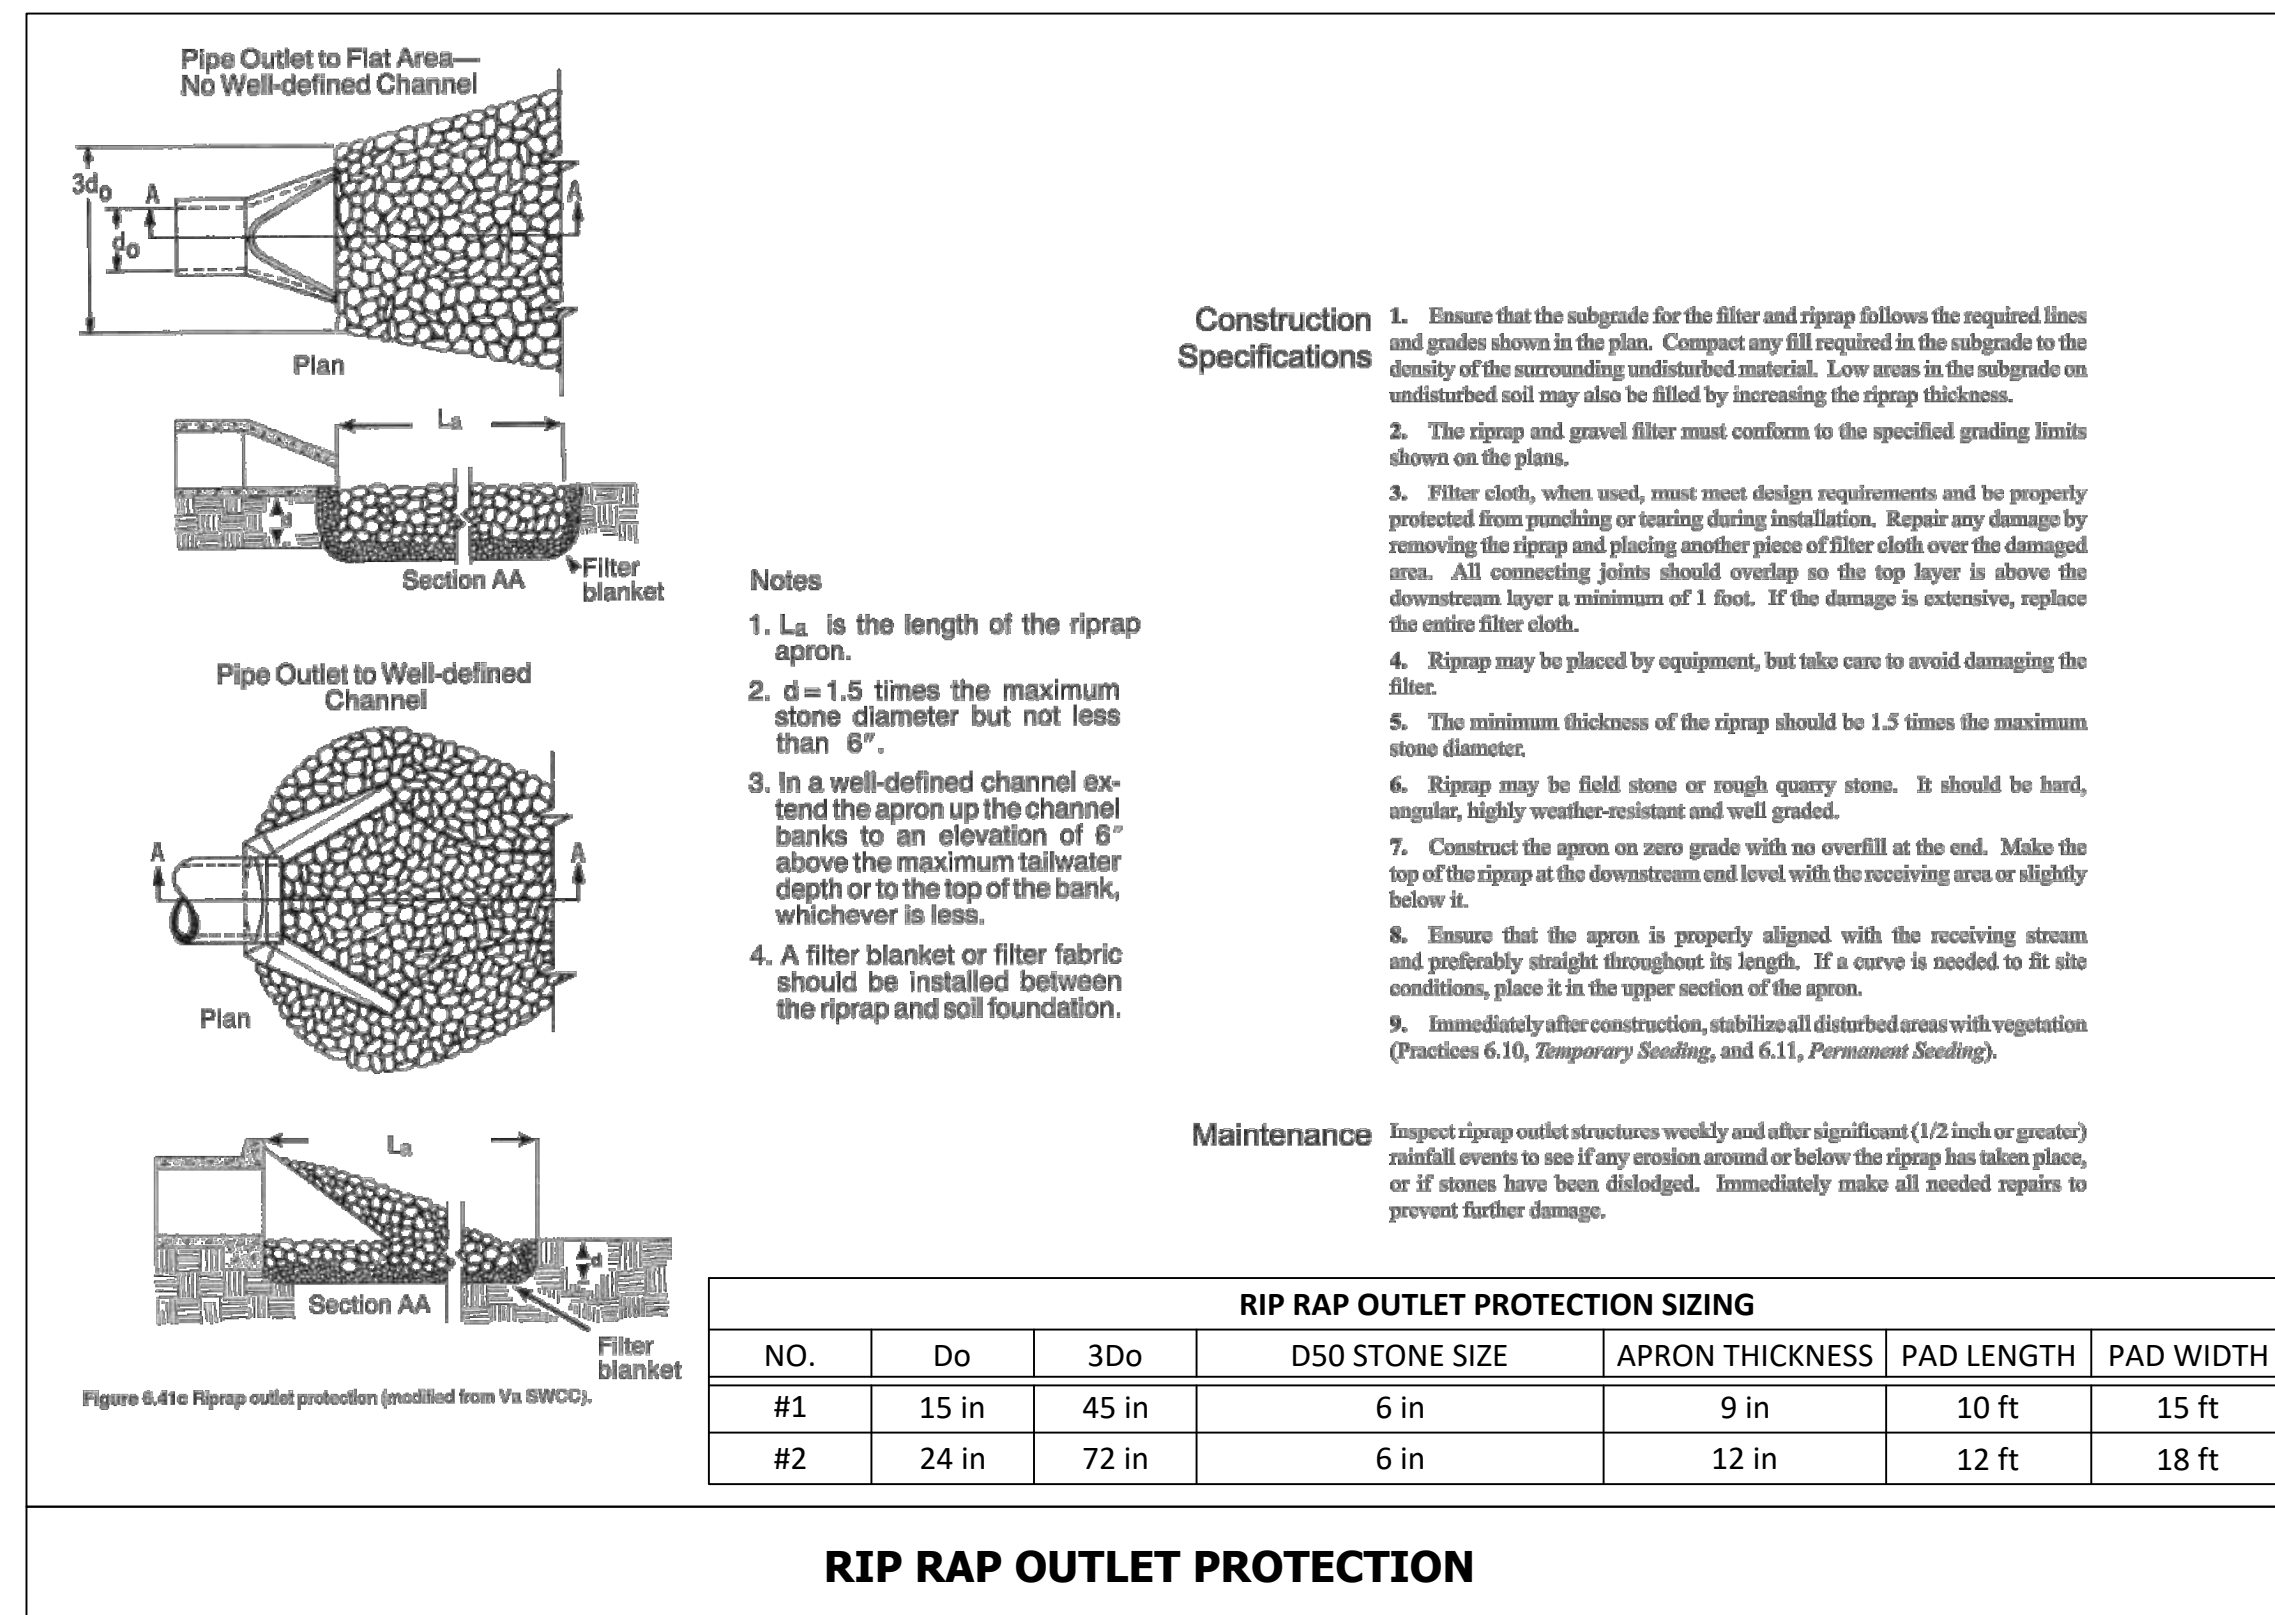 Pipe Outlet to Flat Area—
No Well-defined Channel
3do
A
A
do
Plan
La
d
Section AA
Filter
blanket
Pipe Outlet to Well-defined
Channel
A
A
Plan
La
d
Section AA
Filter
blanket
Figure 6.41c Riprap outlet protection (modified from Va SWCC).
Notes
1. La is the length of the riprap
apron.
2. d = 1.5 times the maximum
stone diameter but not less
than 6″.
3. In a well-defined channel ex-
tend the apron up the channel
banks to an elevation of 6″
above the maximum tailwater
depth or to the top of the bank,
whichever is less.
4. A filter blanket or filter fabric
should be installed between
the riprap and soil foundation.
Construction
Specifications
1. Ensure that the subgrade for the filter and riprap follows the required lines
and grades shown in the plan. Compact any fill required in the subgrade to the
density of the surrounding undisturbed material. Low areas in the subgrade on
undisturbed soil may also be filled by increasing the riprap thickness.
2. The riprap and gravel filter must conform to the specified grading limits
shown on the plans.
3. Filter cloth, when used, must meet design requirements and be properly
protected from punching or tearing during installation. Repair any damage by
removing the riprap and placing another piece of filter cloth over the damaged
area. All connecting joints should overlap so the top layer is above the
downstream layer a minimum of 1 foot. If the damage is extensive, replace
the entire filter cloth.
4. Riprap may be placed by equipment, but take care to avoid damaging the
filter.
5. The minimum thickness of the riprap should be 1.5 times the maximum
stone diameter.
6. Riprap may be field stone or rough quarry stone. It should be hard,
angular, highly weather-resistant and well graded.
7. Construct the apron on zero grade with no overfill at the end. Make the
top of the riprap at the downstream end level with the receiving area or slightly
below it.
8. Ensure that the apron is properly aligned with the receiving stream
and preferably straight throughout its length. If a curve is needed to fit site
conditions, place it in the upper section of the apron.
9. Immediately after construction, stabilize all disturbed areas with vegetation
(Practices 6.10, Temporary Seeding, and 6.11, Permanent Seeding).
Maintenance
Inspect riprap outlet structures weekly and after significant (1/2 inch or greater)
rainfall events to see if any erosion around or below the riprap has taken place,
or if stones have been dislodged. Immediately make all needed repairs to
prevent further damage.
RIP RAP OUTLET PROTECTION SIZING
NO. Do 3Do D50 STONE SIZE APRON THICKNESS PAD LENGTH PAD WIDTH
#1 15 in 45 in 6 in 9 in 10 ft 15 ft
#2 24 in 72 in 6 in 12 in 12 ft 18 ft
RIP RAP OUTLET PROTECTION